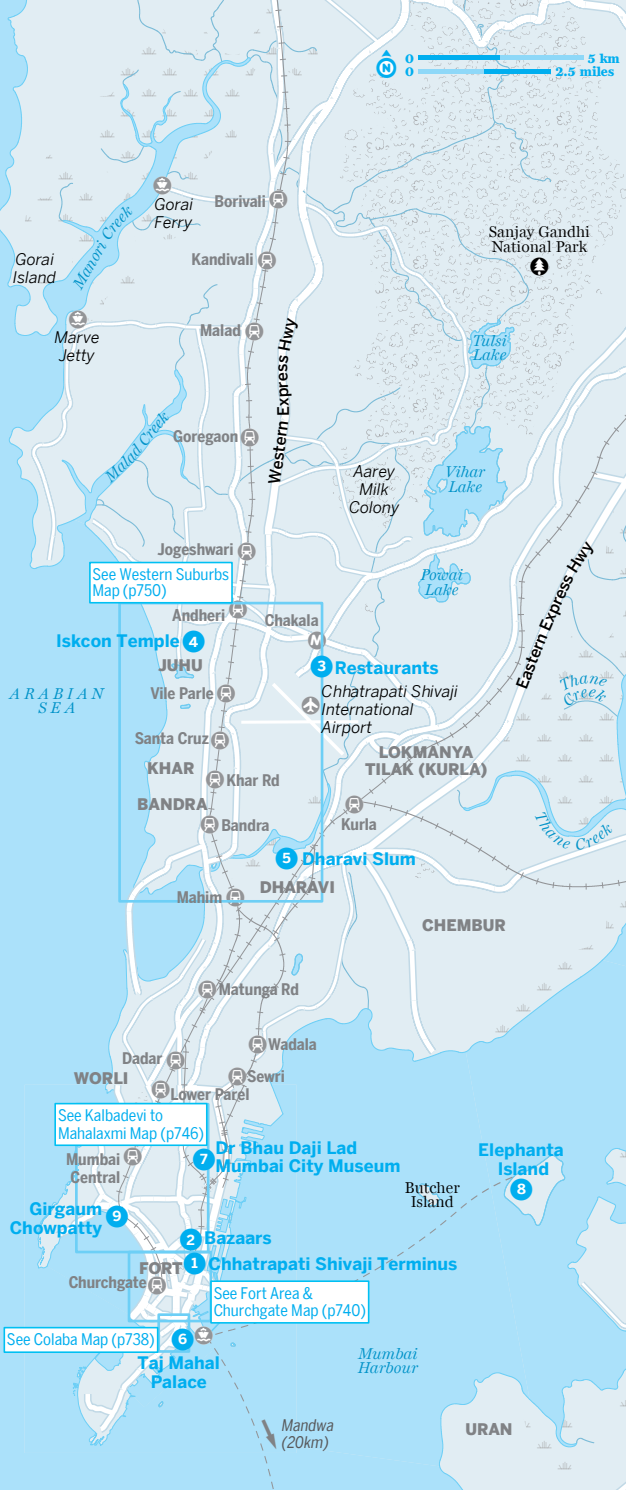 N
0 5 km
0 2.5 miles
Gorai
Ferry
Borivali
Manori Creek
Sanjay Gandhi
National Park
Gorai
Island
Kandivali
Marve
Jetty
Malad
Western Express Hwy
Tulsi
Lake
Malad Creek
Goregaon
Aarey
Milk
Colony
Vihar
Lake
Jogeshwari
See Western Suburbs
Map (p750)
Powai
Lake
Eastern Express Hwy
Andheri
Chakala
M
Iskcon Temple 4
JUHU
3 Restaurants
Thane
Creek
ARABIAN
SEA
Vile Parle
Chhatrapati Shivaji
International
Airport
Santa Cruz
LOKMANYA
TILAK (KURLA)
KHAR
Khar Rd
BANDRA
Bandra
Kurla
Thane Creek
5 Dharavi Slum
DHARAVI
Mahim
CHEMBUR
Matunga Rd
Wadala
Dadar
WORLI
Sewri
Lower Parel
See Kalbadevi to
Mahalaxmi Map (p746)
7 Dr Bhau Daji Lad
Mumbai City Museum
Mumbai
Central
Elephanta
Island
8
Butcher
Island
Girgaum
Chowpatty
9
2 Bazaars
FORT
1 Chhatrapati Shivaji Terminus
Churchgate
See Fort Area &
Churchgate Map (p740)
See Colaba Map (p738)
6
Taj Mahal
Palace
Mumbai
Harbour
Mandwa
(20km)
URAN